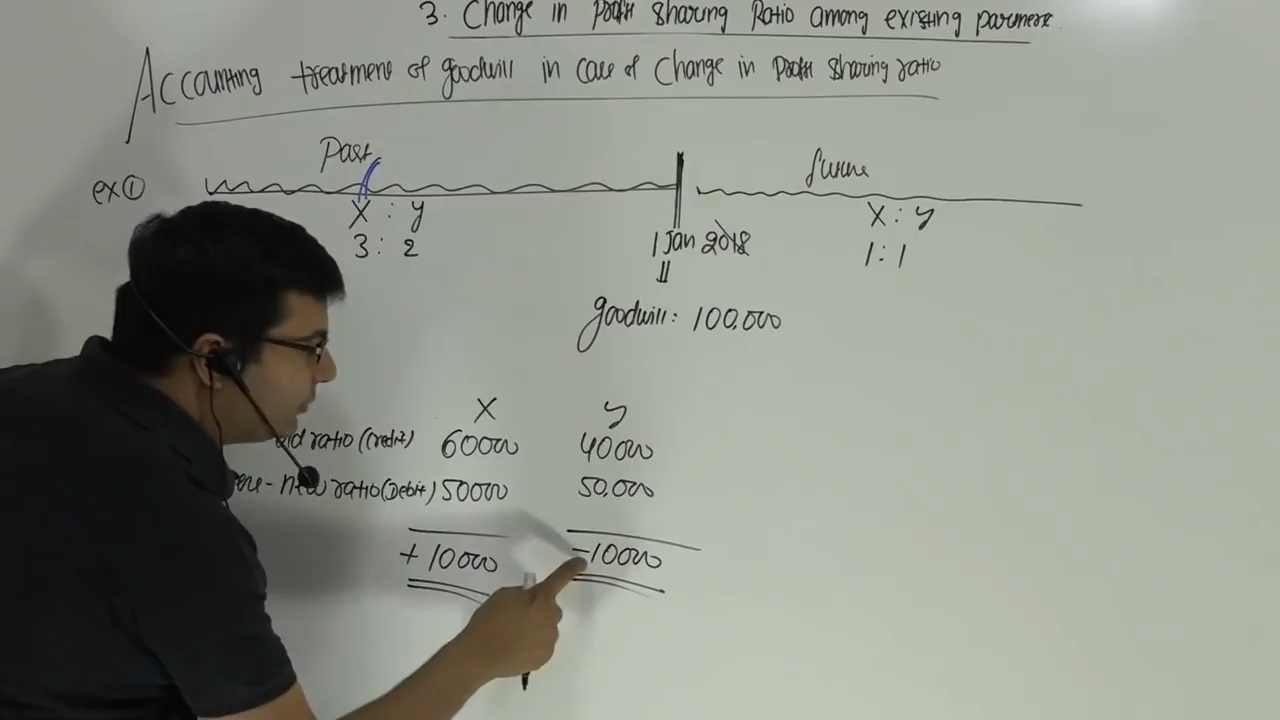 3. Change in Profit Sharing Ratio among existing partners.
Accounting treatment of goodwill in case of Change in Profit sharing ratio
Past
future
ex①
X : y
3 : 2
1 Jan 2018
X : y
1 : 1
goodwill: 100,000
X y
old ratio (Credit) 60000 40000
new ratio (Debit) 50000 50,000
+ 10000 -10000